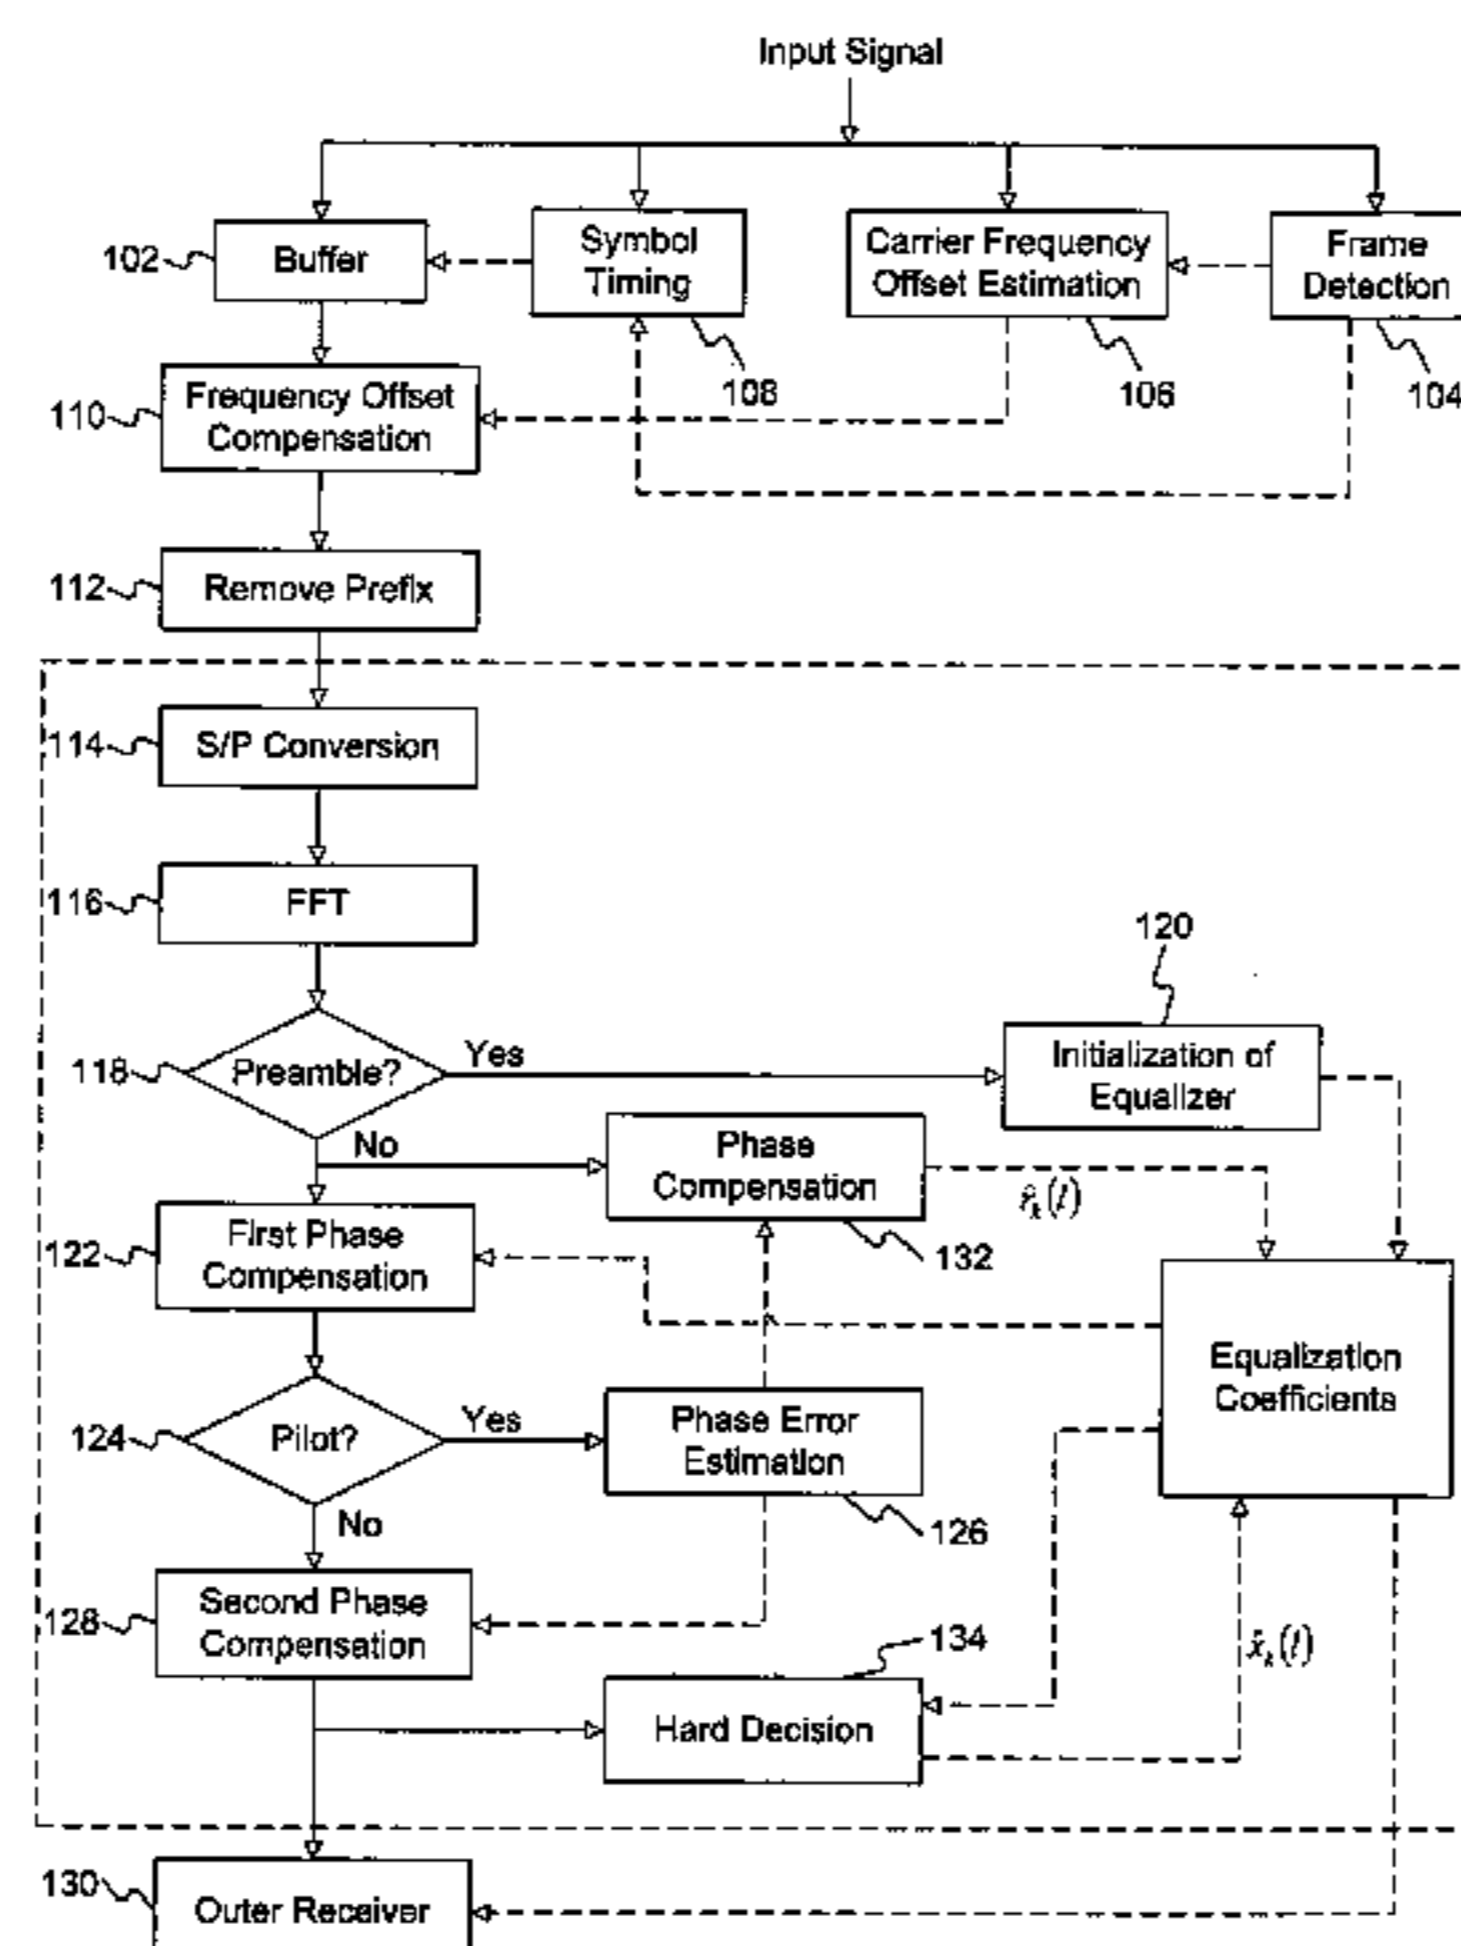 Input Signal
102
Buffer
Symbol
Timing
Carrier Frequency
Offset Estimation
Frame
Detection
108
106
104
110
Frequency Offset
Compensation
112
Remove Prefix
114
S/P Conversion
116
FFT
120
118
Preamble?
Yes
Initialization of
Equalizer
No
Phase
Compensation
r̂ₖ(l)
122
First Phase
Compensation
132
Equalization
Coefficients
124
Pilot?
Yes
Phase Error
Estimation
No
126
128
Second Phase
Compensation
134
x̂ₖ(l)
Hard Decision
130
Outer Receiver